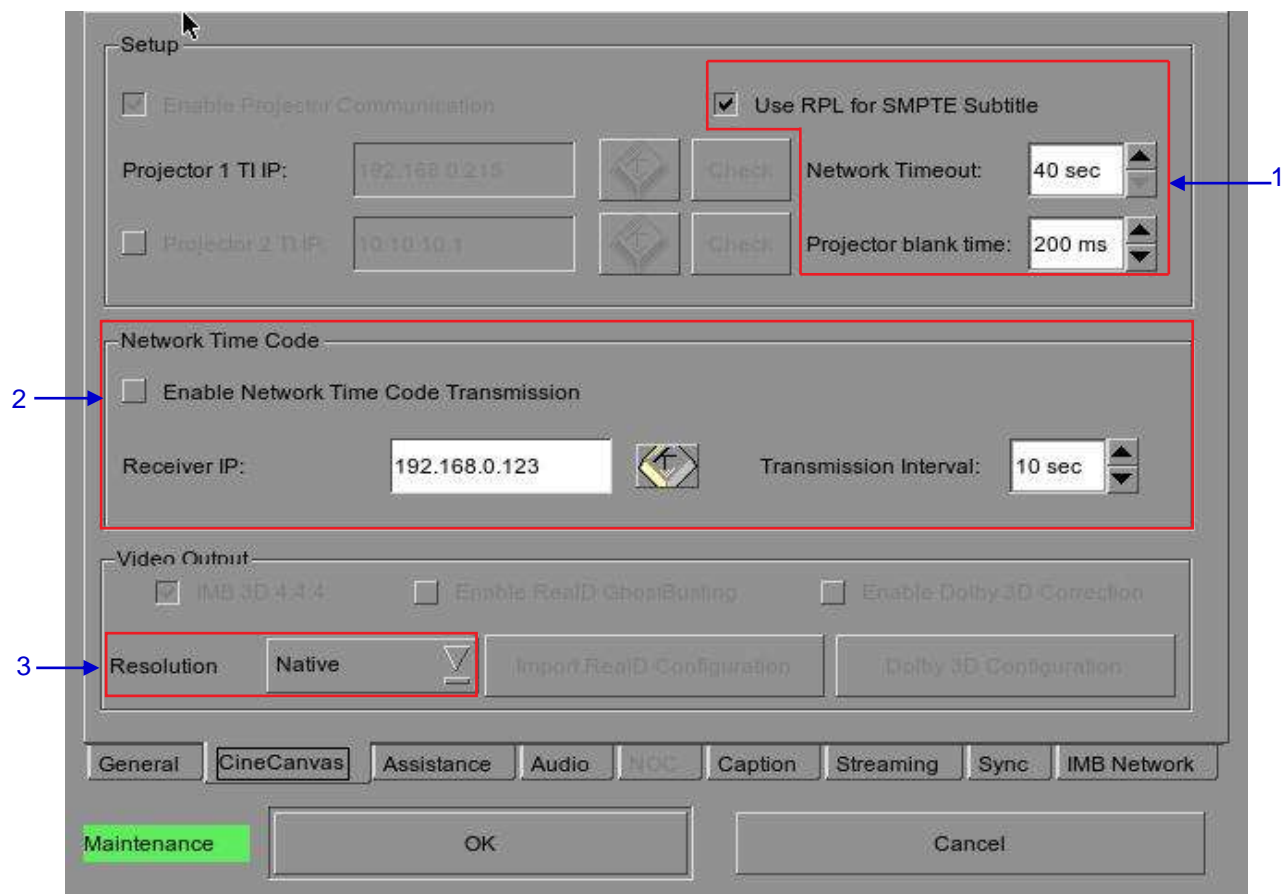 Setup
Enable Projector Communication
Use RPL for SMPTE Subtitle
Projector 1 TI IP:
192.168.0.215
Check
Network Timeout:
40 sec
1
Projector 2 TI IP:
10.10.10.1
Check
Projector blank time:
200 ms
Network Time Code
2
Enable Network Time Code Transmission
Receiver IP:
192.168.0.123
Transmission Interval:
10 sec
Video Output
IMB 3D 4:4:4
Enable RealD GhostBusting
Enable Dolby 3D Correction
3
Resolution
Native
Import RealD Configuration
Dolby 3D Configuration
General
CineCanvas
Assistance
Audio
NOC
Caption
Streaming
Sync
IMB Network
Maintenance
OK
Cancel